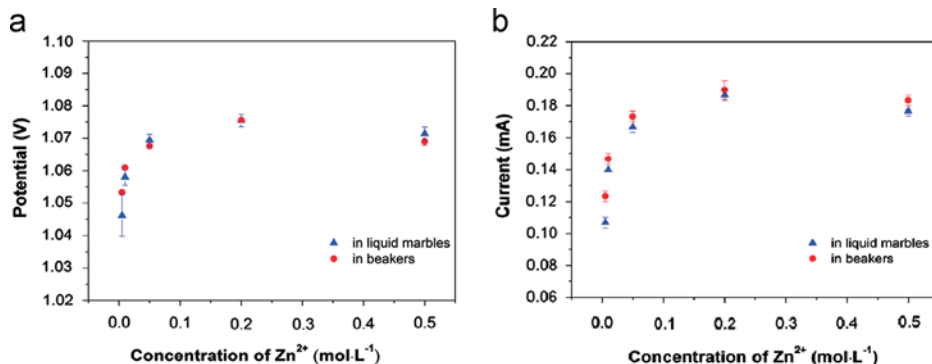 a
1.10
1.09
1.08
1.07
1.06
1.05
1.04
1.03
1.02
Potential (V)
in liquid marbles
in beakers
0.0 0.1 0.2 0.3 0.4 0.5
Concentration of Zn²⁺ (mol·L⁻¹)
b
0.22
0.20
0.18
0.16
0.14
0.12
0.10
0.08
0.06
Current (mA)
in liquid marbles
in beakers
0.0 0.1 0.2 0.3 0.4 0.5
Concentration of Zn²⁺ (mol·L⁻¹)